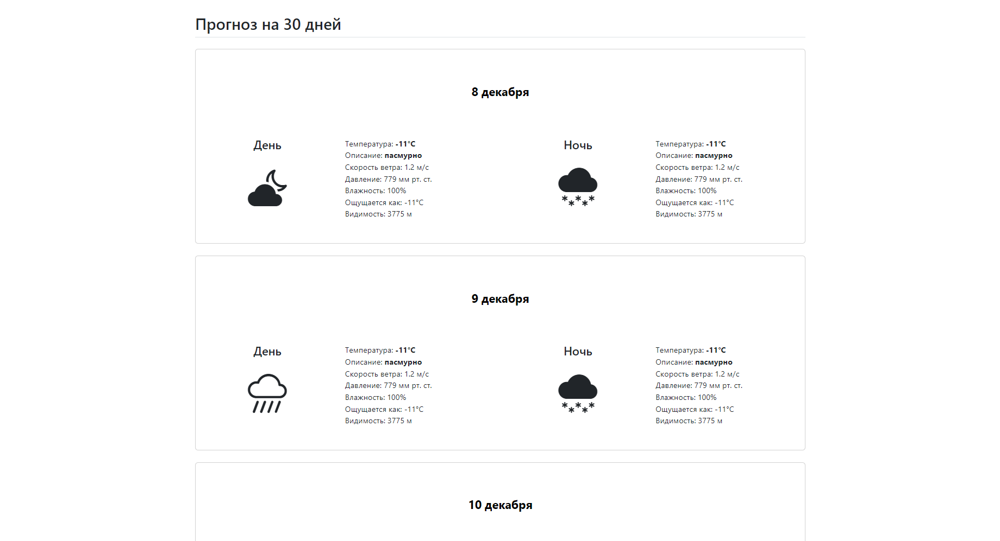 Прогноз на 30 дней
8 декабря
День
Температура: -11°C
Описание: пасмурно
Скорость ветра: 1.2 м/с
Давление: 779 мм рт. ст.
Влажность: 100%
Ощущается как: -11°C
Видимость: 3775 м
Ночь
Температура: -11°C
Описание: пасмурно
Скорость ветра: 1.2 м/с
Давление: 779 мм рт. ст.
Влажность: 100%
Ощущается как: -11°C
Видимость: 3775 м
9 декабря
День
Температура: -11°C
Описание: пасмурно
Скорость ветра: 1.2 м/с
Давление: 779 мм рт. ст.
Влажность: 100%
Ощущается как: -11°C
Видимость: 3775 м
Ночь
Температура: -11°C
Описание: пасмурно
Скорость ветра: 1.2 м/с
Давление: 779 мм рт. ст.
Влажность: 100%
Ощущается как: -11°C
Видимость: 3775 м
10 декабря